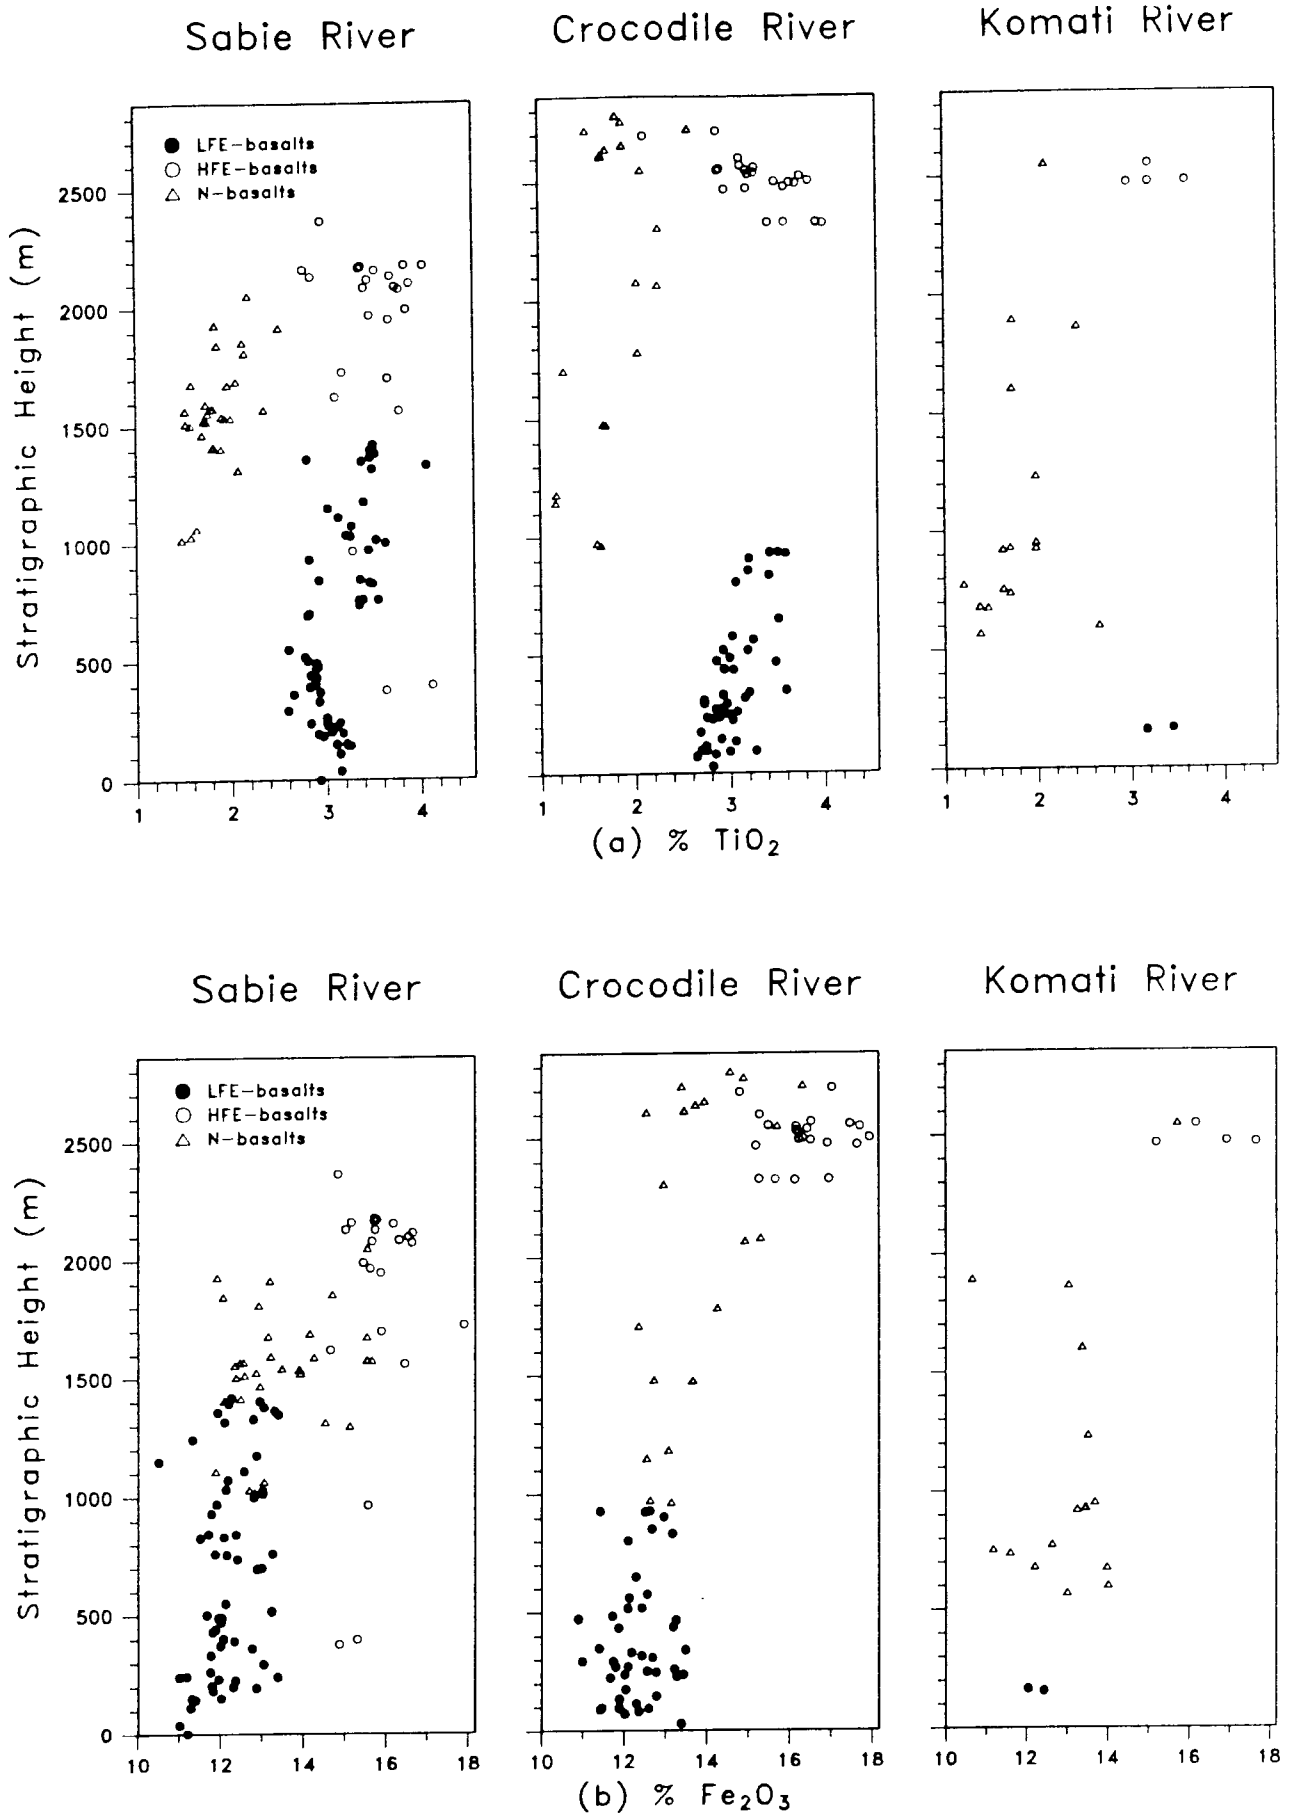 Sabie River
Crocodile River
Komati River
LFE-basalts
HFE-basalts
N-basalts
Stratigraphic Height (m)
2500
2000
1500
1000
500
0
1 2 3 4
1 2 3 4
1 2 3 4
(a) % TiO2
Sabie River
Crocodile River
Komati River
LFE-basalts
HFE-basalts
N-basalts
Stratigraphic Height (m)
2500
2000
1500
1000
500
0
10 12 14 16 18
10 12 14 16 18
10 12 14 16 18
(b) % Fe2O3